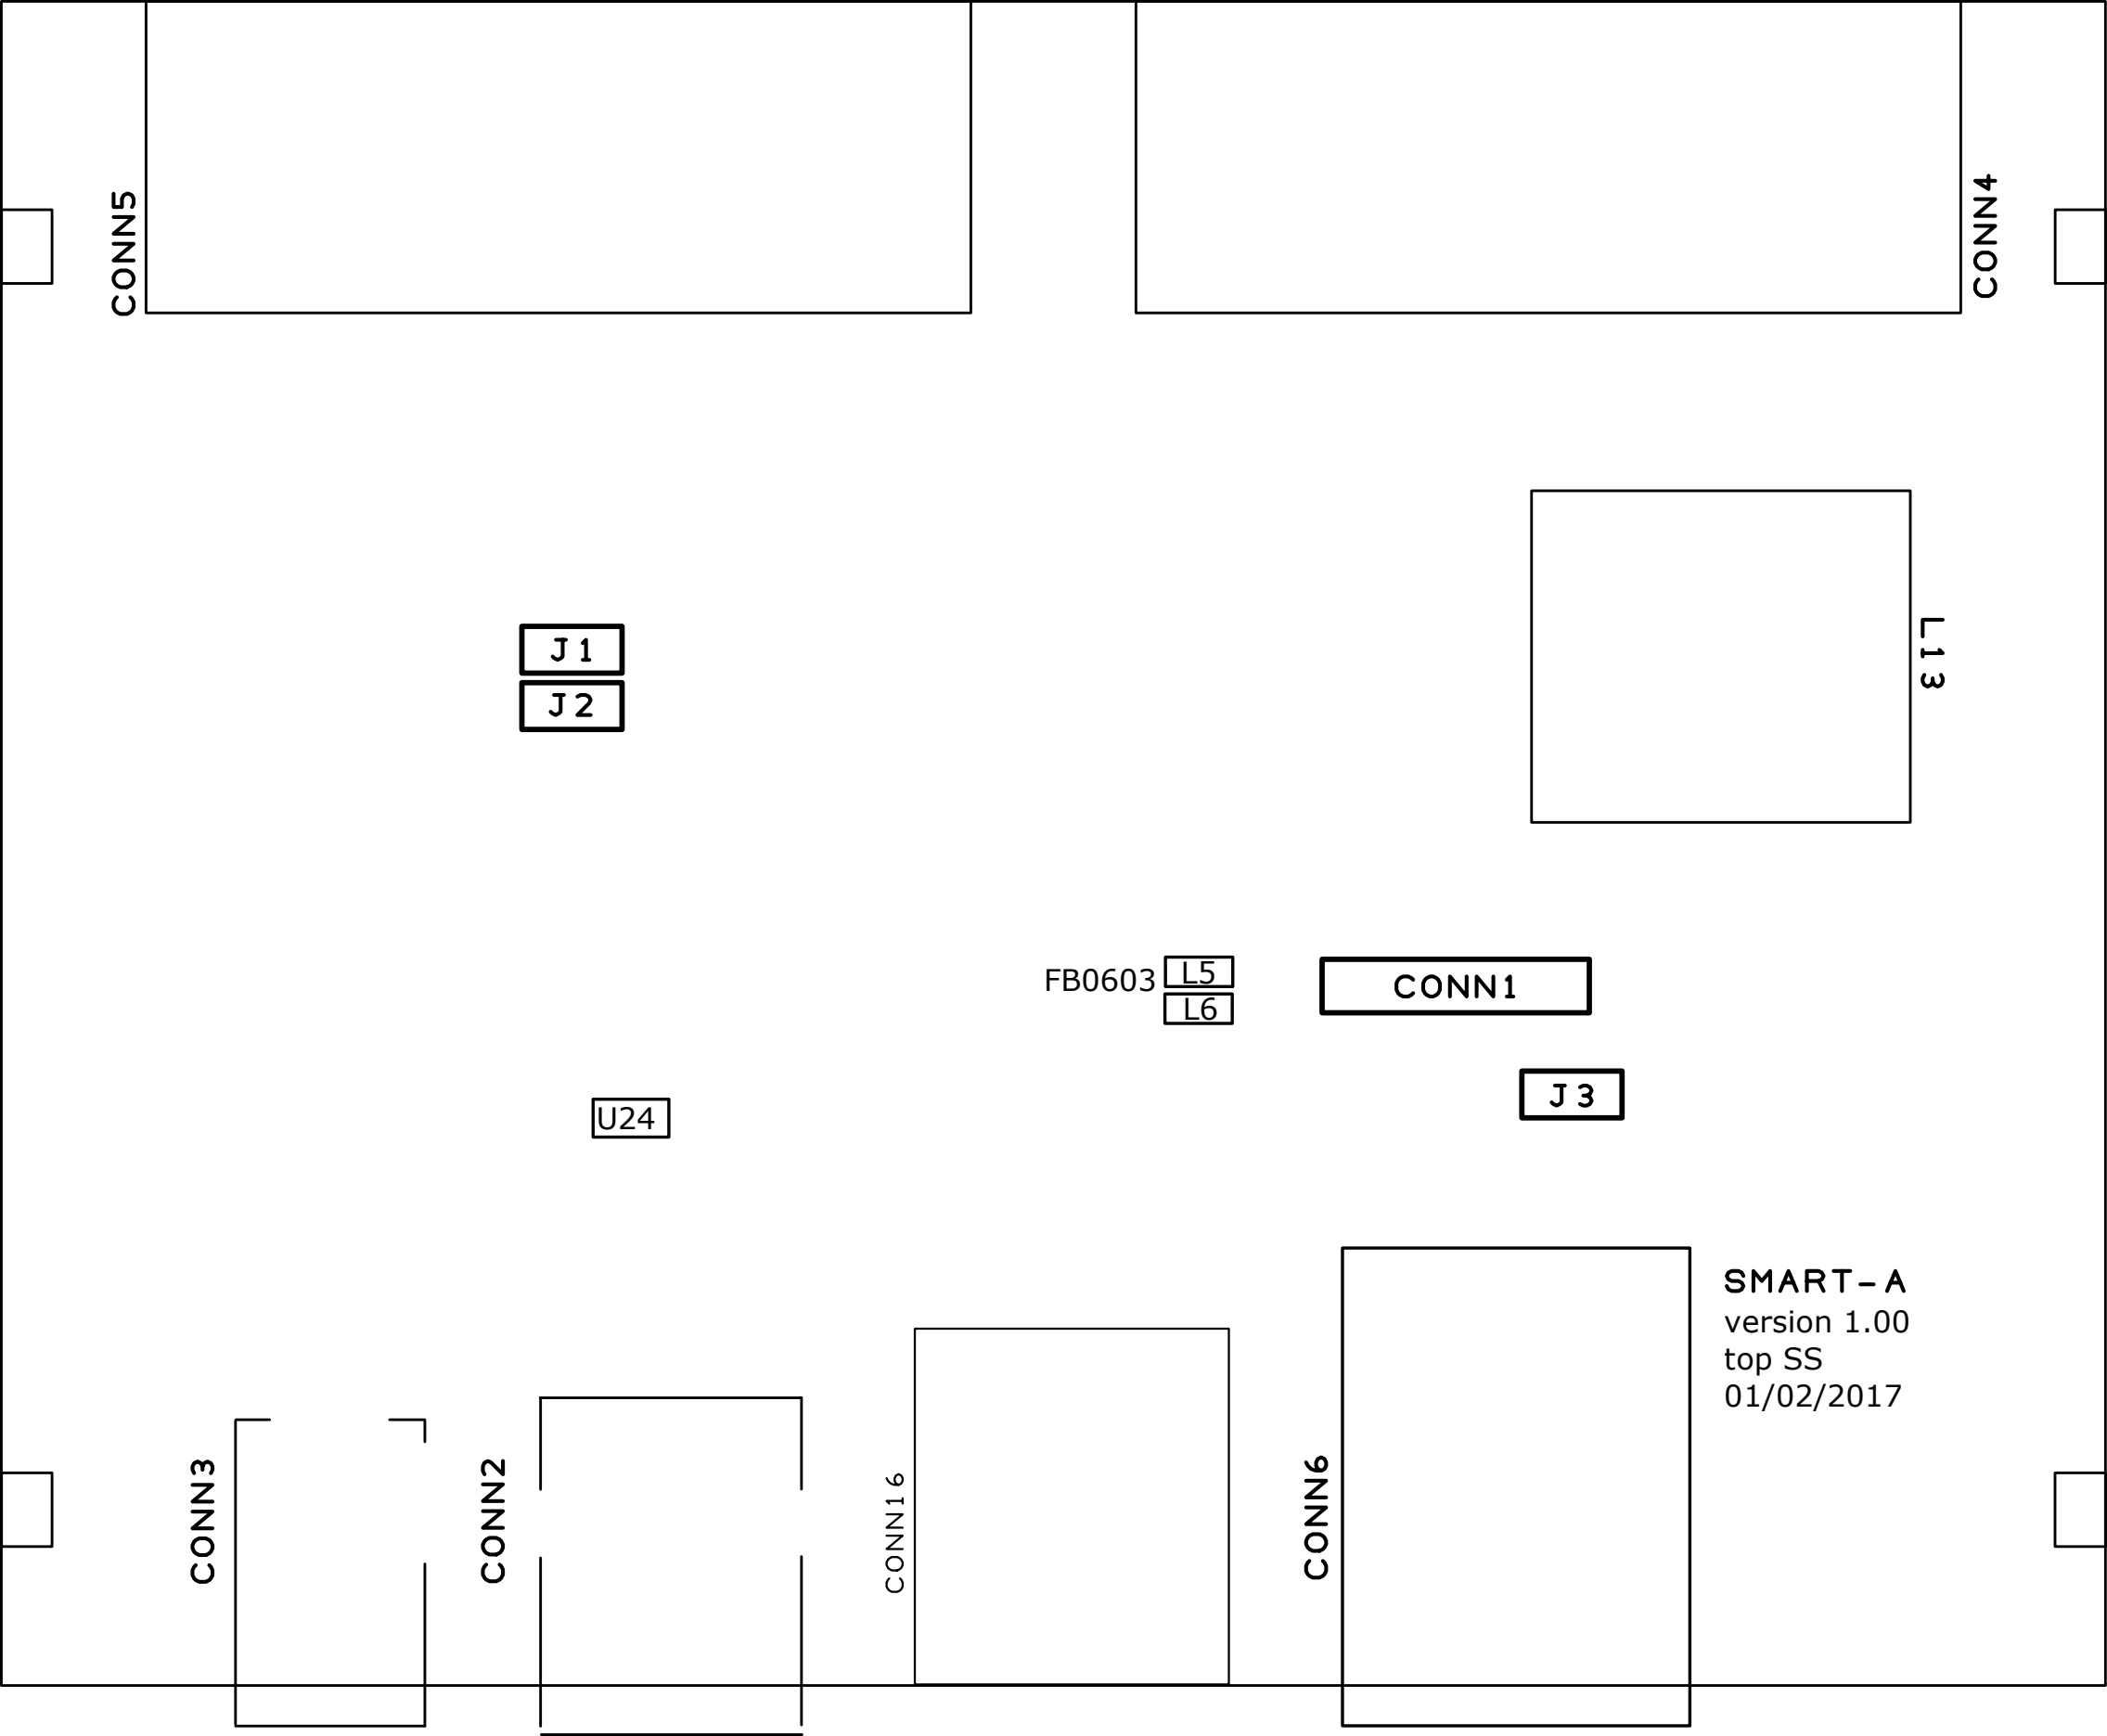 CONN5
CONN4
J1
J2
L13
FB0603
L5
L6
CONN1
J3
U24
SMART-A
version 1.00
top SS
01/02/2017
CONN3
CONN2
CONN16
CONN6